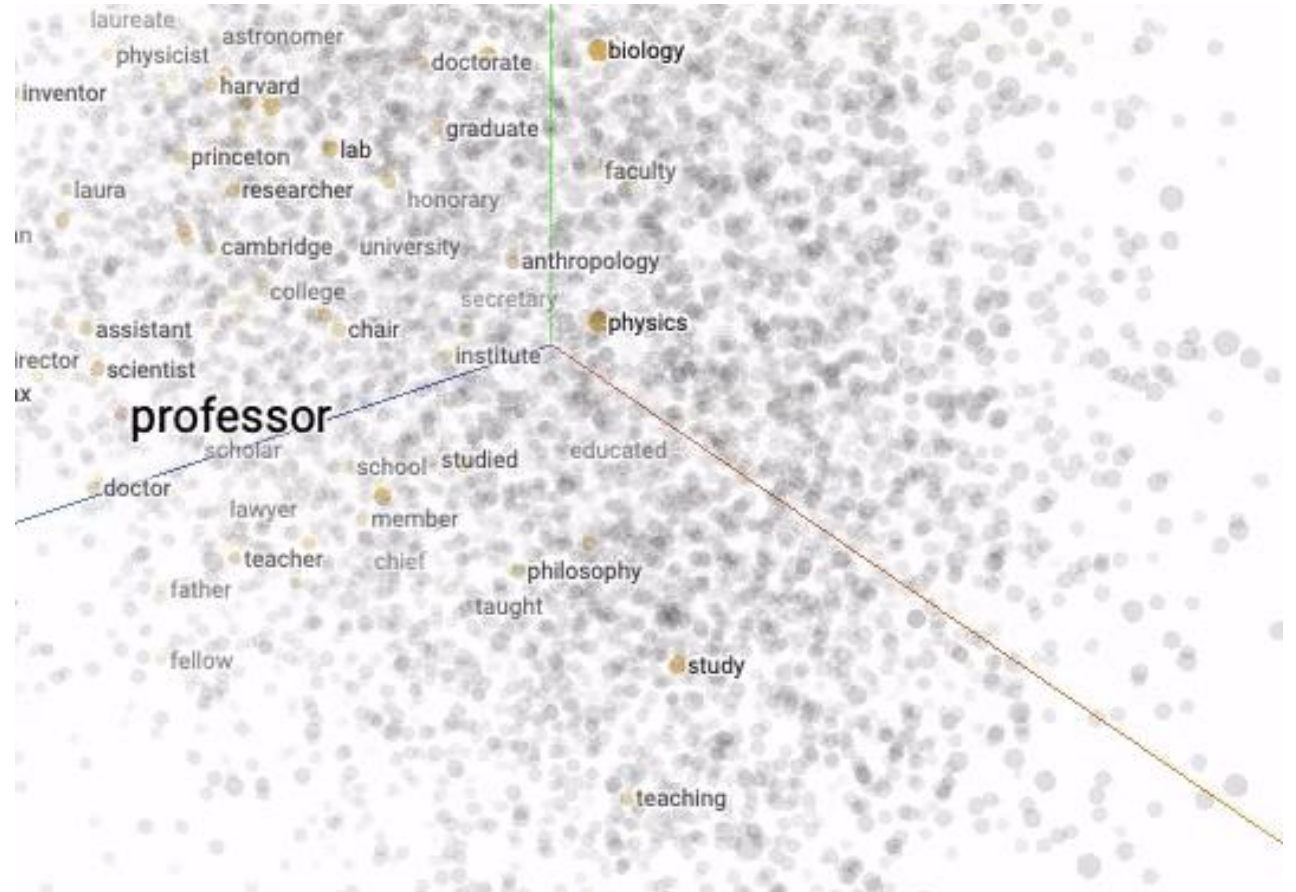 laureate
astronomer
physicist
biology
doctorate
harvard
inventor
graduate
lab
princeton
faculty
laura
researcher
honorary
cambridge
university
anthropology
college
secretary
physics
assistant
chair
institute
irector
scientist
professor
scholar
educated
school
studied
doctor
lawyer
member
teacher
chief
philosophy
father
taught
fellow
study
teaching